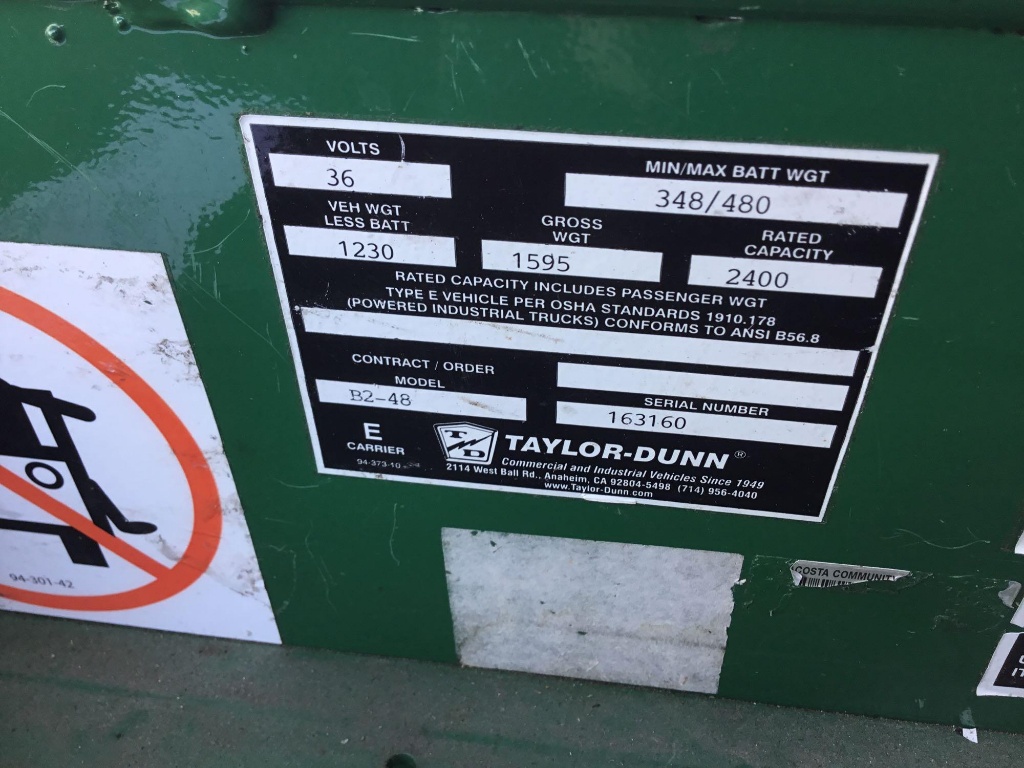 VOLTS
36
MIN/MAX BATT WGT
348/480
VEH WGT
LESS BATT
1230
GROSS
WGT
1595
RATED
CAPACITY
2400
RATED CAPACITY INCLUDES PASSENGER WGT
TYPE E VEHICLE PER OSHA STANDARDS 1910.178
(POWERED INDUSTRIAL TRUCKS) CONFORMS TO ANSI B56.8
CONTRACT / ORDER
MODEL
B2-48
SERIAL NUMBER
163160
E
CARRIER
94-373-10
T D
TAYLOR-DUNN®
Commercial and Industrial Vehicles Since 1949
2114 West Ball Rd., Anaheim, CA 92804-5498 (714) 956-4040
www.Taylor-Dunn.com
94-301-42
COSTA COMMUNITY